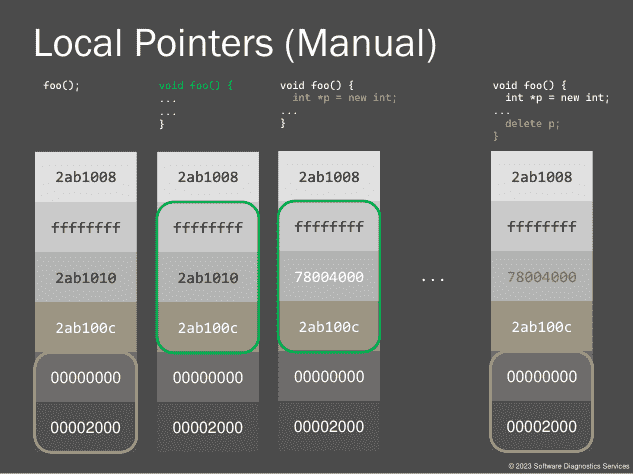 Local Pointers (Manual)
foo();
void foo() {
...
...
}
void foo() {
int *p = new int;
...
}
void foo() {
int *p = new int;
...
delete p;
}
2ab1008
ffffffff
2ab1010
2ab100c
00000000
00002000
2ab1008
ffffffff
2ab1010
2ab100c
00000000
00002000
2ab1008
ffffffff
78004000
2ab100c
00000000
00002000
...
2ab1008
ffffffff
78004000
2ab100c
00000000
00002000
© 2023 Software Diagnostics Services